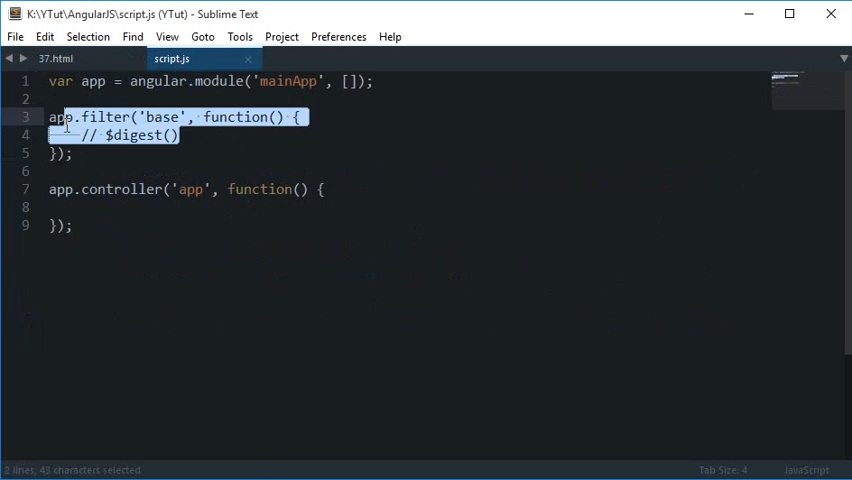 K:\YTut\AngularJS\script.js (YTut) - Sublime Text
File Edit Selection Find View Goto Tools Project Preferences Help
37.html script.js
1 var app = angular.module('mainApp', []);
2
3 app.filter('base', function() {
4 // $digest()
5 });
6
7 app.controller('app', function() {
8
9 });
2 lines, 43 characters selected Tab Size: 4 JavaScript